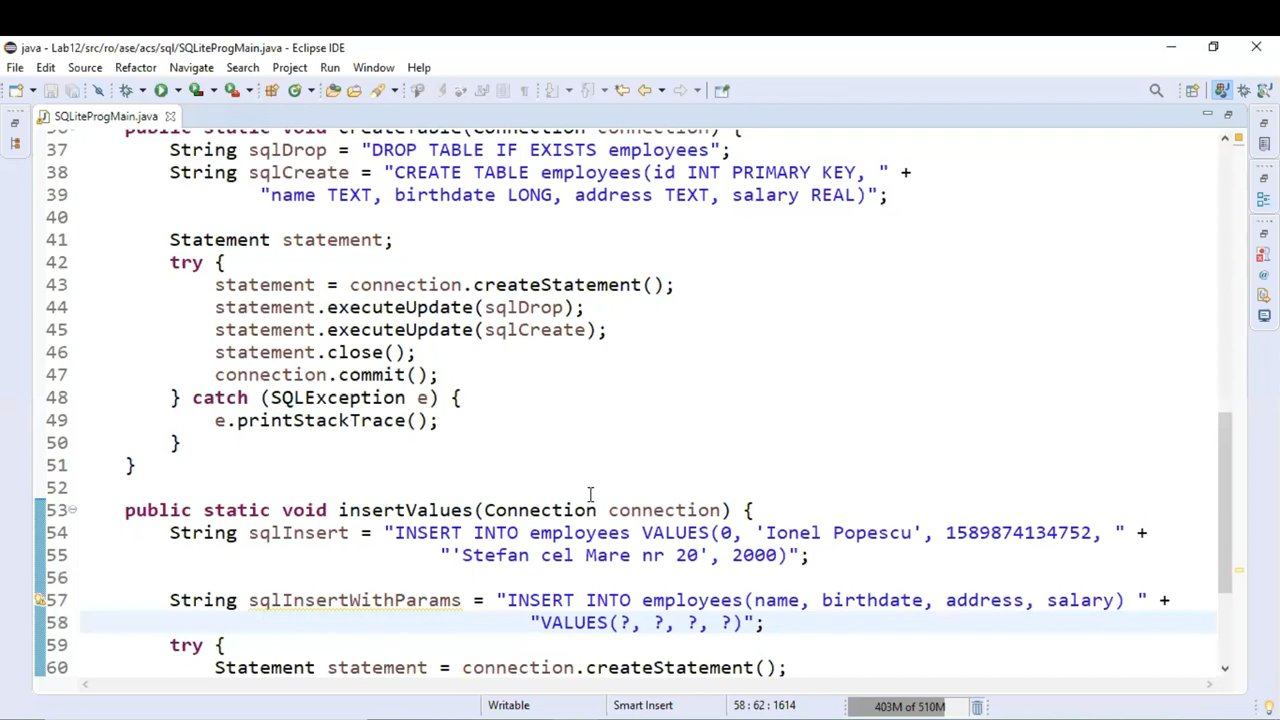 java - Lab12/src/ro/ase/acs/sql/SQLiteProgMain.java - Eclipse IDE
File Edit Source Refactor Navigate Search Project Run Window Help
SQLiteProgMain.java
36 public static void createTable(Connection connection) {
37 String sqlDrop = "DROP TABLE IF EXISTS employees";
38 String sqlCreate = "CREATE TABLE employees(id INT PRIMARY KEY, " +
39 "name TEXT, birthdate LONG, address TEXT, salary REAL)";
40
41 Statement statement;
42 try {
43 statement = connection.createStatement();
44 statement.executeUpdate(sqlDrop);
45 statement.executeUpdate(sqlCreate);
46 statement.close();
47 connection.commit();
48 } catch (SQLException e) {
49 e.printStackTrace();
50 }
51 }
52
53 public static void insertValues(Connection connection) {
54 String sqlInsert = "INSERT INTO employees VALUES(0, 'Ionel Popescu', 1589874134752, " +
55 "'Stefan cel Mare nr 20', 2000)";
56
57 String sqlInsertWithParams = "INSERT INTO employees(name, birthdate, address, salary) " +
58 "VALUES(?, ?, ?, ?)";
59 try {
60 Statement statement = connection.createStatement();
Writable Smart Insert 58 : 62 : 1614 403M of 510M